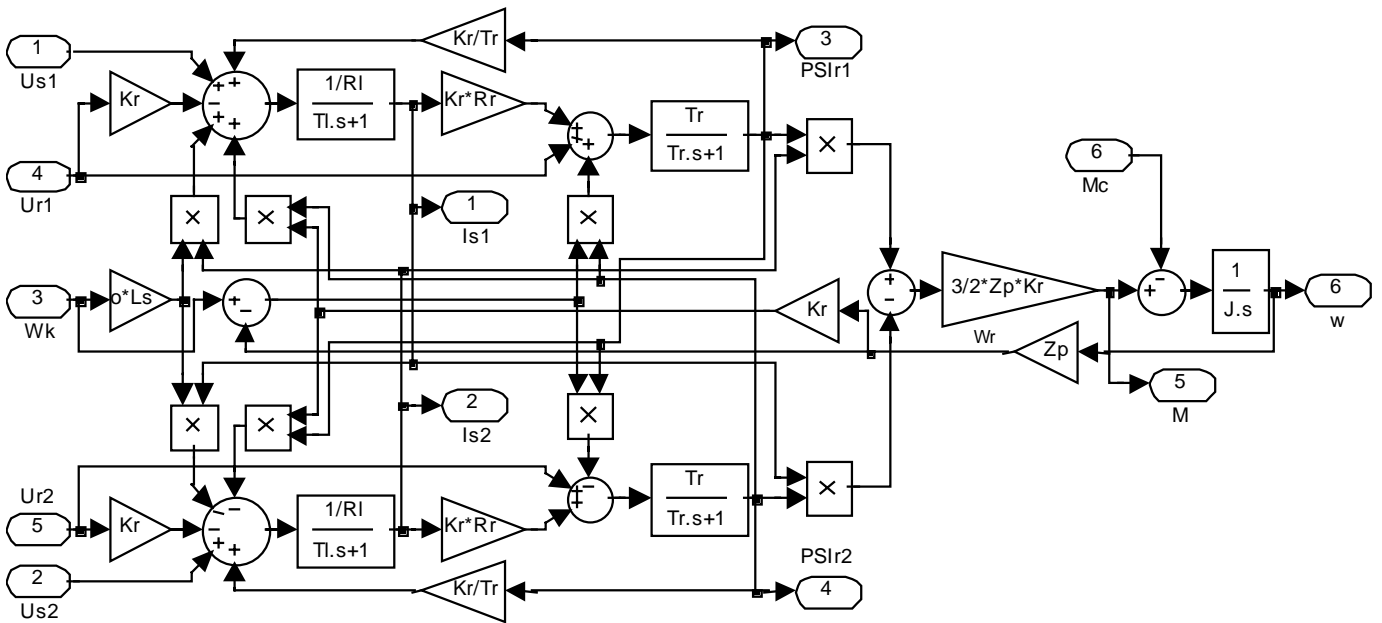 1
Us1
Kr
4
Ur1
Kr/Tr
1/Rl
Tl.s+1
Kr*Rr
Tr
Tr.s+1
3
PSIr1
×
6
Mc
×
×
1
Is1
×
3
Wk
o*Ls
+
−
Kr
+
−
3/2*Zp*Kr
+
−
1
J.s
6
w
Wr
Zp
5
M
×
×
2
Is2
×
Ur2
5
Kr
2
Us2
1/Rl
Tl.s+1
Kr*Rr
Tr
Tr.s+1
×
Kr/Tr
PSIr2
4